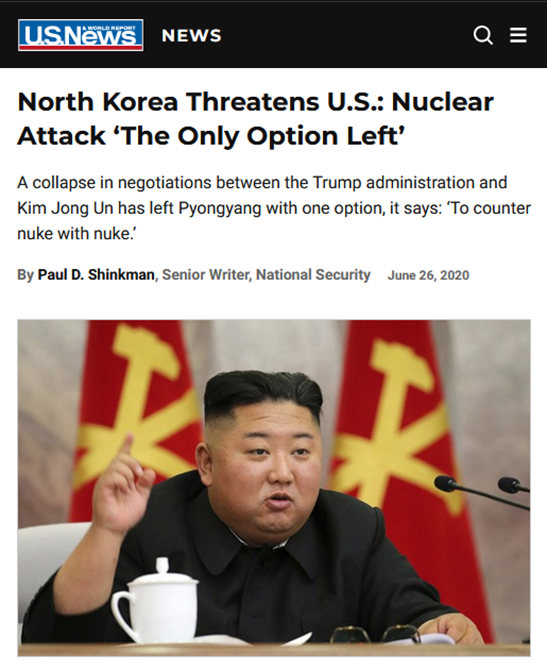 U.S.News
& WORLD REPORT
NEWS
North Korea Threatens U.S.: Nuclear
Attack ‘The Only Option Left’
A collapse in negotiations between the Trump administration and
Kim Jong Un has left Pyongyang with one option, it says: ‘To counter
nuke with nuke.’
By Paul D. Shinkman, Senior Writer, National Security June 26, 2020